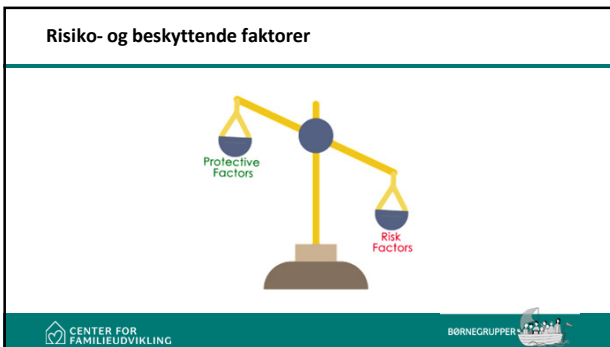 Risiko- og beskyttende faktorer
Protective
Factors
Risk
Factors
CENTER FOR
FAMILIEUDVIKLING
BØRNEGRUPPER